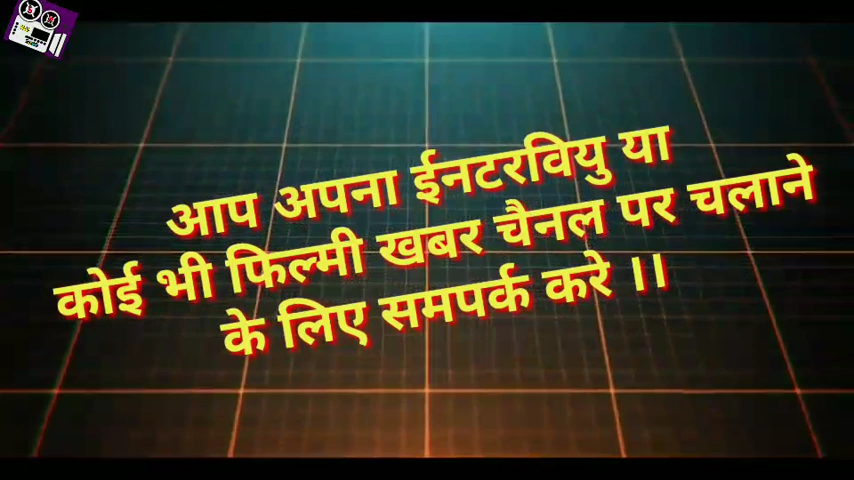 आप अपना ईनटरवियु या
कोई भी फिल्मी खबर चैनल पर चलाने
के लिए समपर्क करे ।।